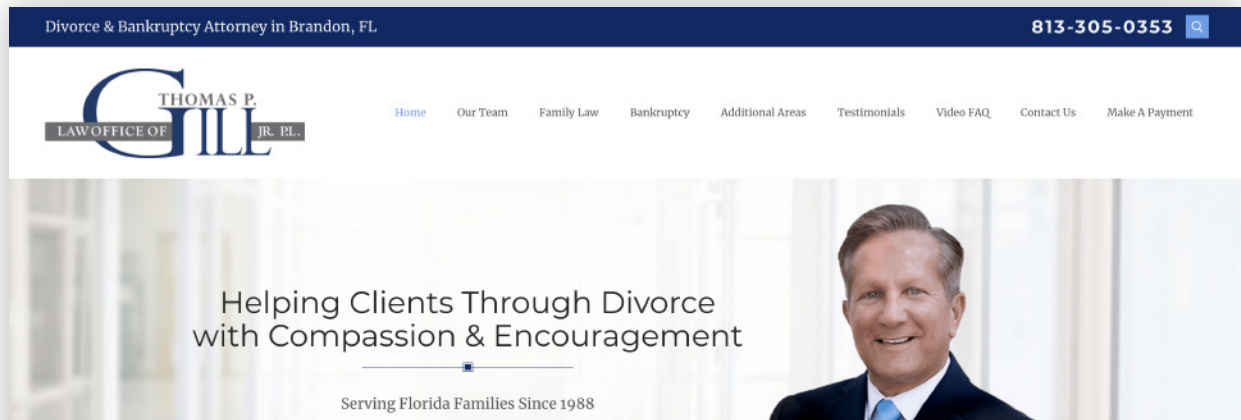 Divorce & Bankruptcy Attorney in Brandon, FL
813-305-0353
THOMAS P.
LAW OFFICE OF GILL JR. P.L.
Home Our Team Family Law Bankruptcy Additional Areas Testimonials Video FAQ Contact Us Make A Payment
Helping Clients Through Divorce
with Compassion & Encouragement
Serving Florida Families Since 1988